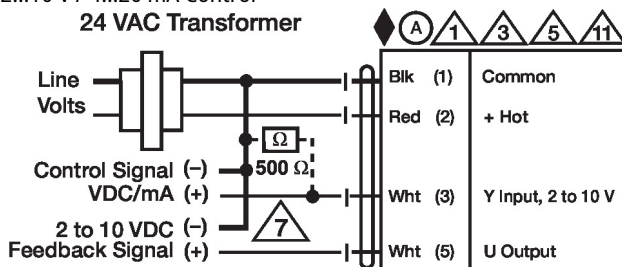 24 VAC Transformer
A 1 3 5 11
Line Volts
Blk (1) Common
Red (2) + Hot
Ω
500 Ω
Control Signal (–)
VDC/mA (+)
Wht (3) Y Input, 2 to 10 V
7
2 to 10 VDC (–)
Feedback Signal (+)
Wht (5) U Output